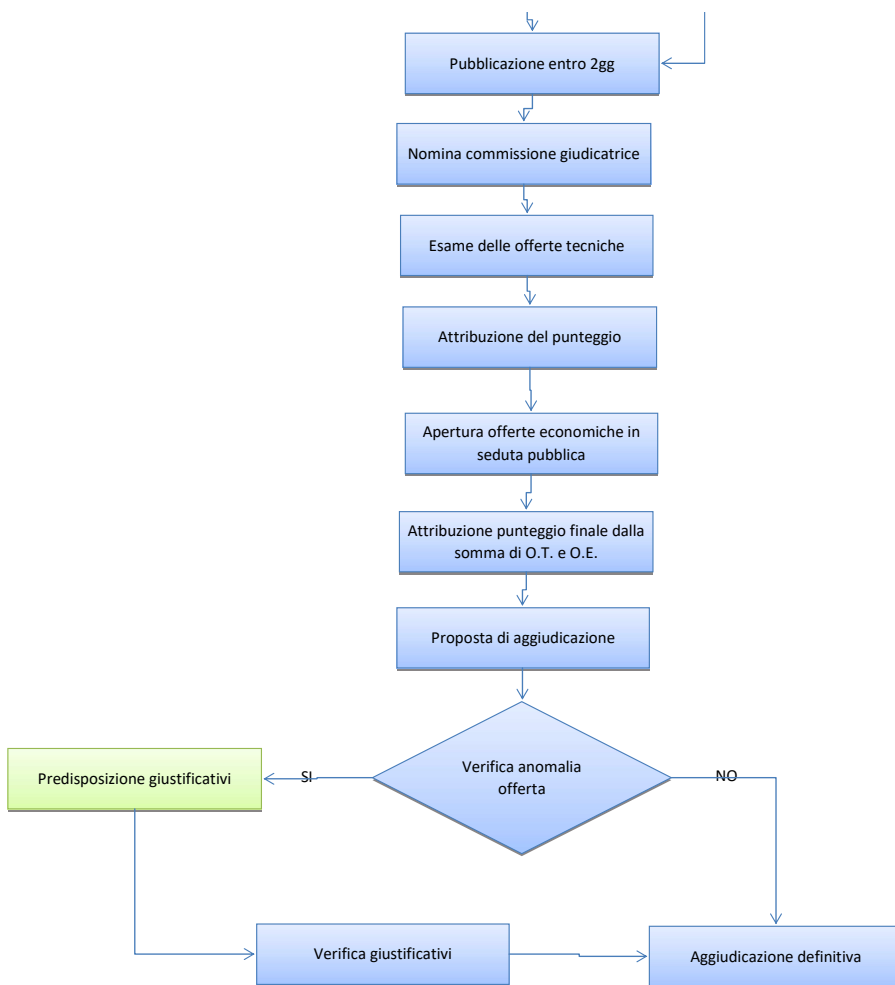 Pubblicazione entro 2gg
Nomina commissione giudicatrice
Esame delle offerte tecniche
Attribuzione del punteggio
Apertura offerte economiche in
seduta pubblica
Attribuzione punteggio finale dalla
somma di O.T. e O.E.
Proposta di aggiudicazione
Verifica anomalia
offerta
Predisposizione giustificativi
SI
NO
Verifica giustificativi
Aggiudicazione definitiva